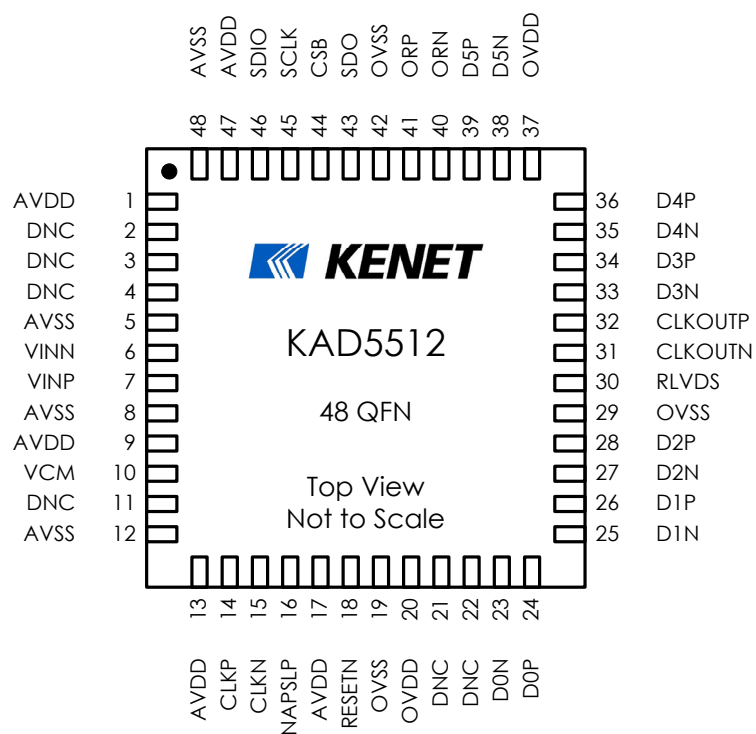 AVSS AVDD SDIO SCLK CSB SDO OVSS ORP ORN D5P D5N OVDD
48 47 46 45 44 43 42 41 40 39 38 37
AVDD 1
DNC 2
DNC 3
DNC 4
AVSS 5
VINN 6
VINP 7
AVSS 8
AVDD 9
VCM 10
DNC 11
AVSS 12
KENET
KAD5512
48 QFN
Top View
Not to Scale
36 D4P
35 D4N
34 D3P
33 D3N
32 CLKOUTP
31 CLKOUTN
30 RLVDS
29 OVSS
28 D2P
27 D2N
26 D1P
25 D1N
13 14 15 16 17 18 19 20 21 22 23 24
AVDD CLKP CLKN NAPSLP AVDD RESETN OVSS OVDD DNC DNC D0N D0P